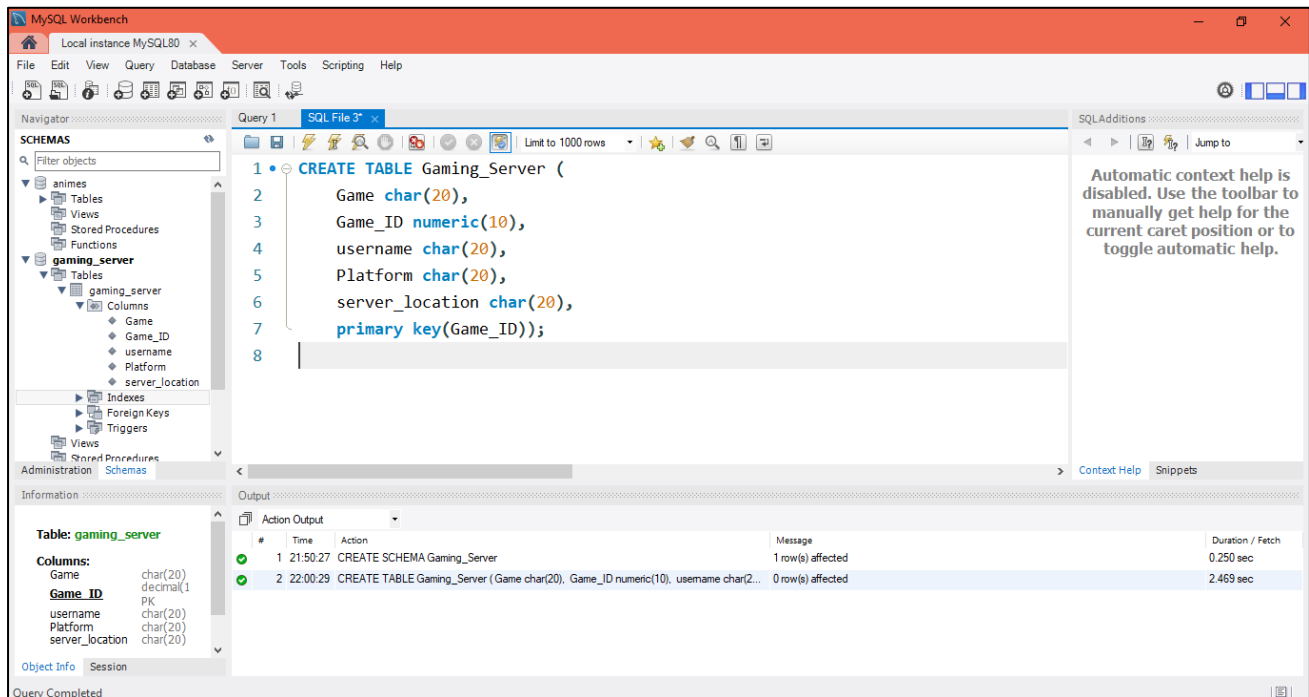 MySQL Workbench
Local instance MySQL80
File Edit View Query Database Server Tools Scripting Help
Navigator
SCHEMAS
Filter objects
animes
Tables
Views
Stored Procedures
Functions
gaming_server
Tables
gaming_server
Columns
Game
Game_ID
username
Platform
server_location
Indexes
Foreign Keys
Triggers
Views
Stored Procedures
Administration Schemas
Information
Table: gaming_server
Columns:
Game char(20)
Game_ID decimal(1
PK
username char(20)
Platform char(20)
server_location char(20)
Object Info Session
Query 1 SQL File 3*
Limit to 1000 rows
1 CREATE TABLE Gaming_Server (
2 Game char(20),
3 Game_ID numeric(10),
4 username char(20),
5 Platform char(20),
6 server_location char(20),
7 primary key(Game_ID));
8
Output
Action Output
# Time Action Message Duration / Fetch
1 21:50:27 CREATE SCHEMA Gaming_Server 1 row(s) affected 0.250 sec
2 22:00:29 CREATE TABLE Gaming_Server ( Game char(20), Game_ID numeric(10), username char(2... 0 row(s) affected 2.469 sec
SQLAdditions
Jump to
Automatic context help is
disabled. Use the toolbar to
manually get help for the
current caret position or to
toggle automatic help.
Context Help Snippets
Query Completed